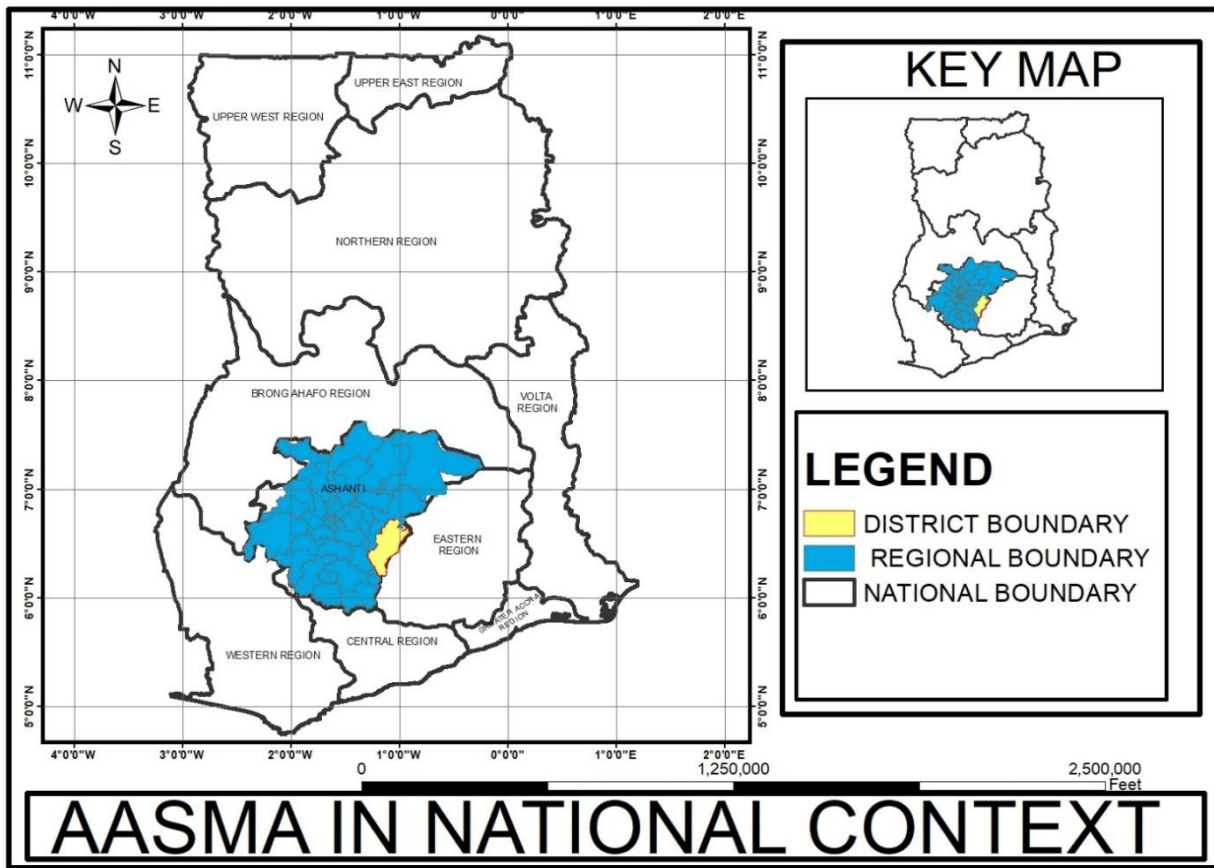 4°0'0"W 3°0'0"W 2°0'0"W 1°0'0"W 0°0'0" 1°0'0"E 2°0'0"E
11°0'0"N
10°0'0"N
9°0'0"N
8°0'0"N
7°0'0"N
6°0'0"N
5°0'0"N
N
W E
S
UPPER EAST REGION
UPPER WEST REGION
NORTHERN REGION
BRONG AHAFO REGION
VOLTA
REGION
ASHANTI
EASTERN
REGION
GREATER ACCRA
REGION
CENTRAL REGION
WESTERN REGION
11°0'0"N
10°0'0"N
9°0'0"N
8°0'0"N
7°0'0"N
6°0'0"N
5°0'0"N
4°0'0"W 3°0'0"W 2°0'0"W 1°0'0"W 0°0'0" 1°0'0"E 2°0'0"E
KEY MAP
LEGEND
DISTRICT BOUNDARY
REGIONAL BOUNDARY
NATIONAL BOUNDARY
0 1,250,000 2,500,000
Feet
AASMA IN NATIONAL CONTEXT